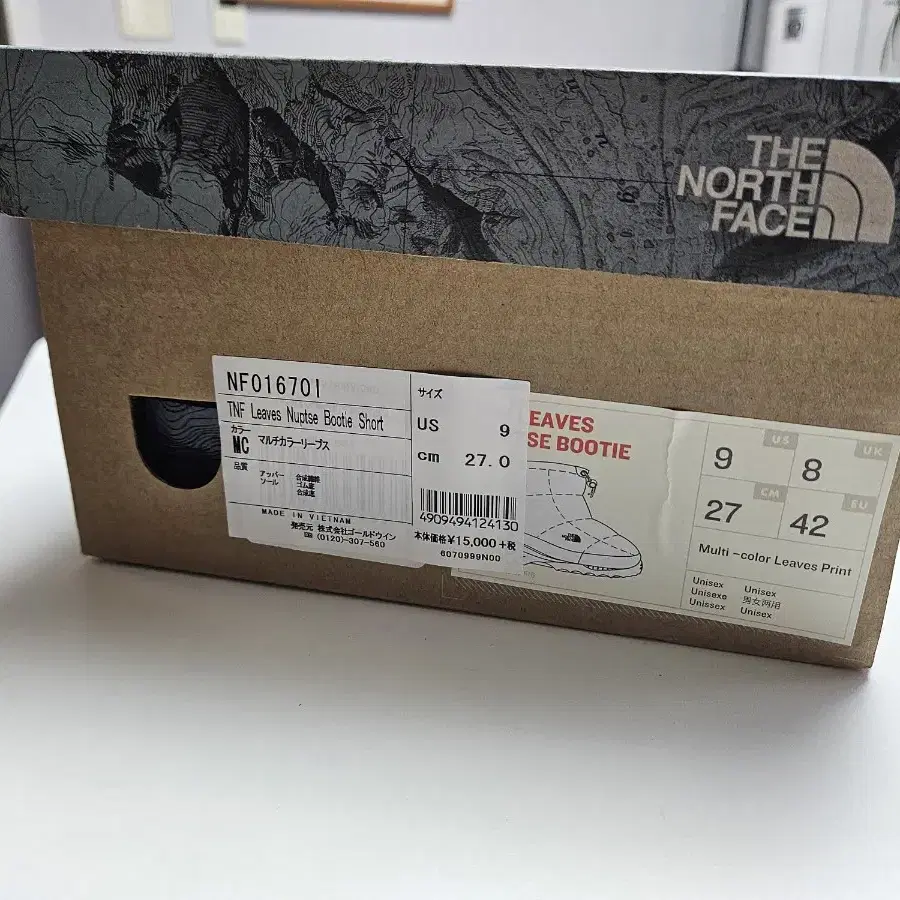 THE
NORTH
FACE
NF01670I
TNF Leaves Nuptse Bootie Short
カラー
MC マルチカラーリーブス
品質
アッパー 合成繊維
ソール ゴム底
合成底
MADE IN VIETNAM
発売元 株式会社ゴールドウイン
(0120)-307-560
サイズ
US 9
cm 27.0
4909494124130
本体価格¥15,000+税
6070999N00
EAVES
SE BOOTIE
9 US
8 UK
27 CM
42 EU
Multi-color Leaves Print
Unisex Unisex
Unisexe 男女两用
Unissex Unisex